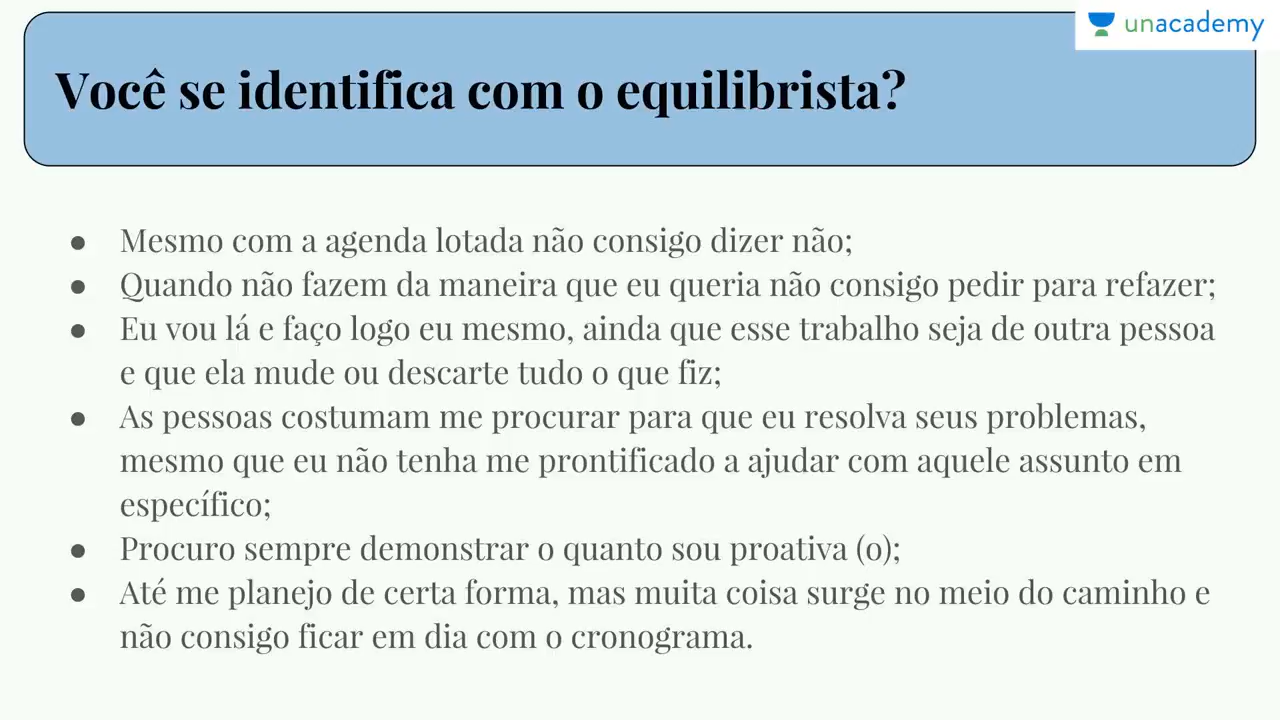 unacademy
Você se identifica com o equilibrista?
● Mesmo com a agenda lotada não consigo dizer não;
● Quando não fazem da maneira que eu queria não consigo pedir para refazer;
● Eu vou lá e faço logo eu mesmo, ainda que esse trabalho seja de outra pessoa
e que ela mude ou descarte tudo o que fiz;
● As pessoas costumam me procurar para que eu resolva seus problemas,
mesmo que eu não tenha me prontificado a ajudar com aquele assunto em
específico;
● Procuro sempre demonstrar o quanto sou proativa (o);
● Até me planejo de certa forma, mas muita coisa surge no meio do caminho e
não consigo ficar em dia com o cronograma.